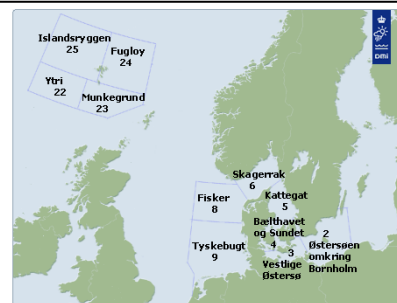 DMI
Islandsryggen
25
Fugloy
24
Ytri
22
Munkegrund
23
Skagerrak
6
Kattegat
5
Fisker
8
Bælthavet
og Sundet
4
Tyskebugt
9
3
Vestlige
Østersø
2
Østersøen
omkring
Bornholm